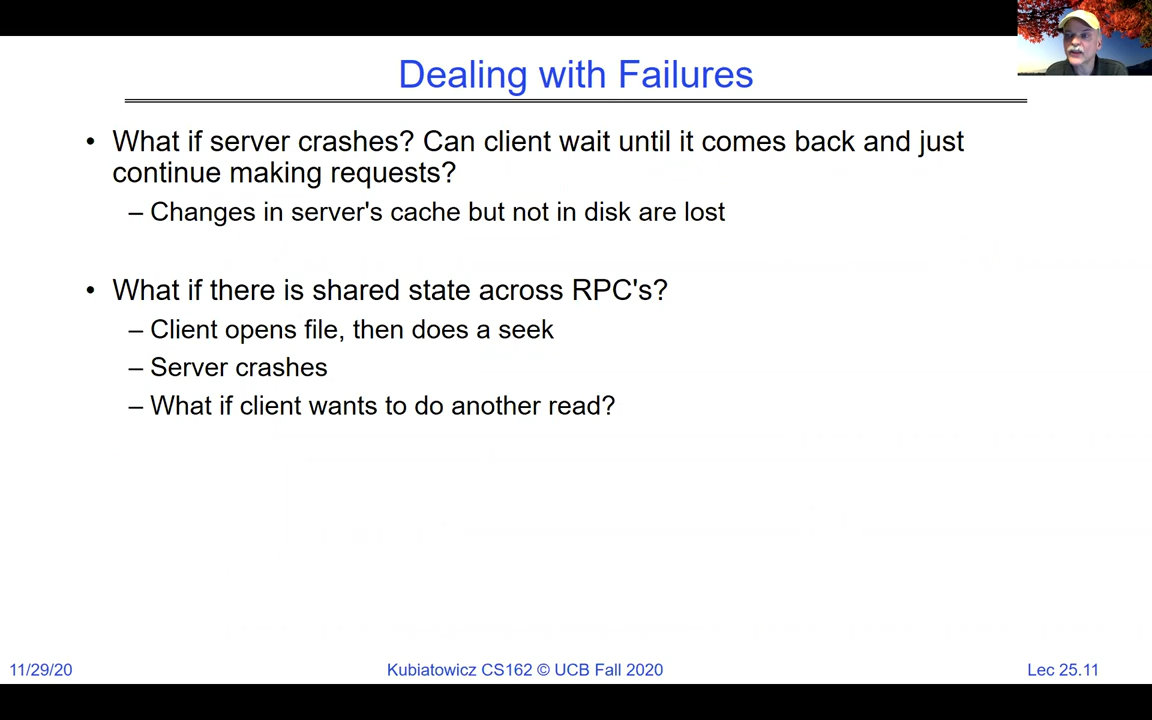 Dealing with Failures
• What if server crashes? Can client wait until it comes back and just
continue making requests?
– Changes in server's cache but not in disk are lost
• What if there is shared state across RPC's?
– Client opens file, then does a seek
– Server crashes
– What if client wants to do another read?
11/29/20
Kubiatowicz CS162 © UCB Fall 2020
Lec 25.11